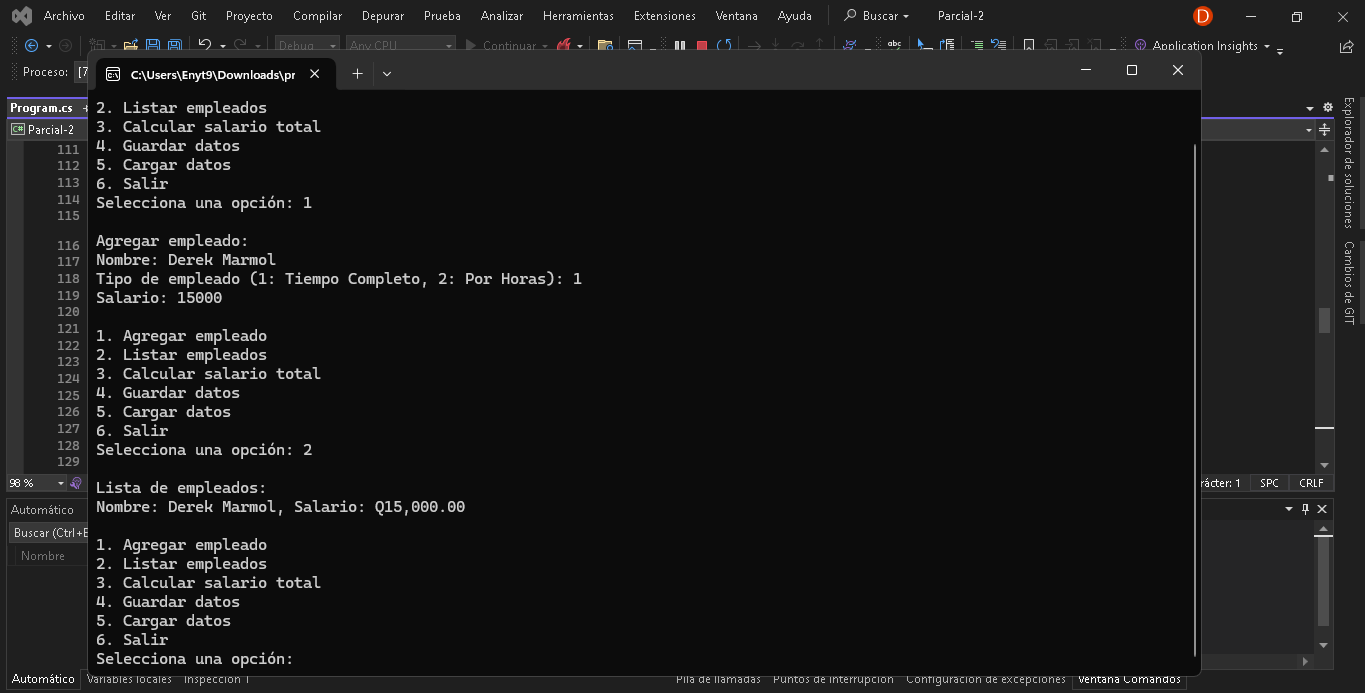 Archivo Editar Ver Git Proyecto Compilar Depurar Prueba Analizar Herramientas Extensiones Ventana Ayuda Buscar Parcial-2 D
Debug Any CPU Continuar Application Insights
Proceso: [7
C:\Users\Enyt9\Downloads\pr
Program.cs
C# Parcial-2
111
112
113
114
115
116
117
118
119
120
121
122
123
124
125
126
127
128
129
2. Listar empleados
3. Calcular salario total
4. Guardar datos
5. Cargar datos
6. Salir
Selecciona una opción: 1
Agregar empleado:
Nombre: Derek Marmol
Tipo de empleado (1: Tiempo Completo, 2: Por Horas): 1
Salario: 15000
1. Agregar empleado
2. Listar empleados
3. Calcular salario total
4. Guardar datos
5. Cargar datos
6. Salir
Selecciona una opción: 2
Lista de empleados:
Nombre: Derek Marmol, Salario: Q15,000.00
1. Agregar empleado
2. Listar empleados
3. Calcular salario total
4. Guardar datos
5. Cargar datos
6. Salir
Selecciona una opción:
98 %
rácter: 1 SPC CRLF
Automático
Buscar (Ctrl+E
Nombre
Automático Variables locales Inspección 1
Pila de llamadas Puntos de interrupción Configuración de excepciones Ventana Comandos
Explorador de soluciones
Cambios de GIT